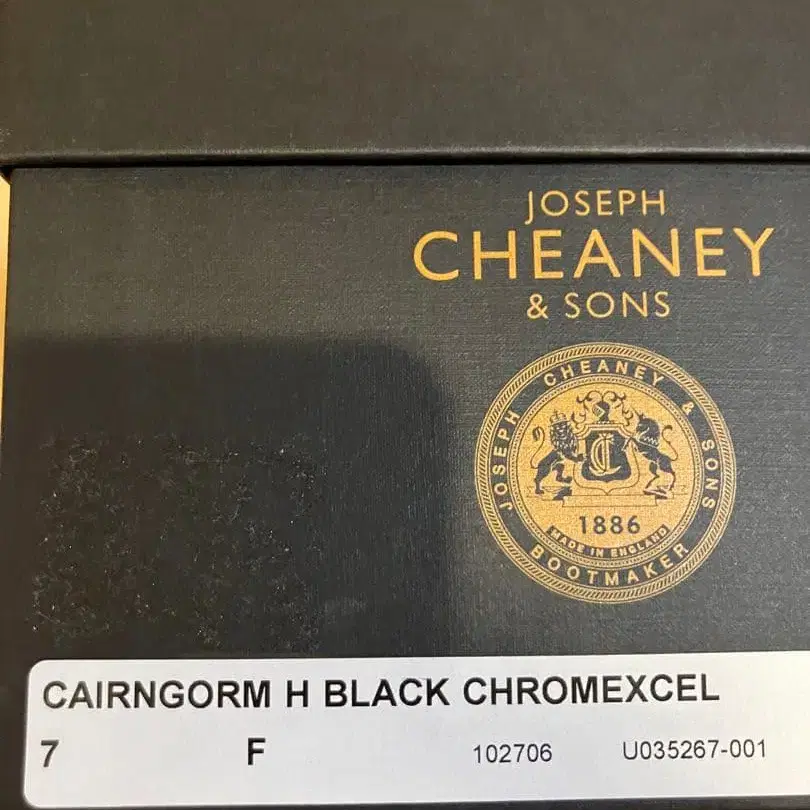 JOSEPH
CHEANEY
& SONS
JOSEPH CHEANEY & SONS
1886
MADE IN ENGLAND
BOOTMAKER
CAIRNGORM H BLACK CHROMEXCEL
7 F 102706 U035267-001